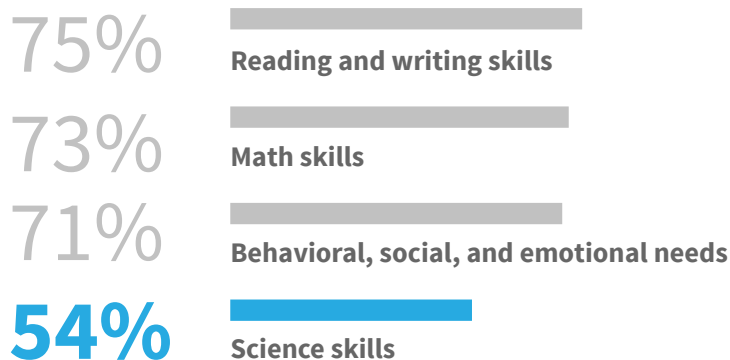 75%
Reading and writing skills
73%
Math skills
71%
Behavioral, social, and emotional needs
54%
Science skills